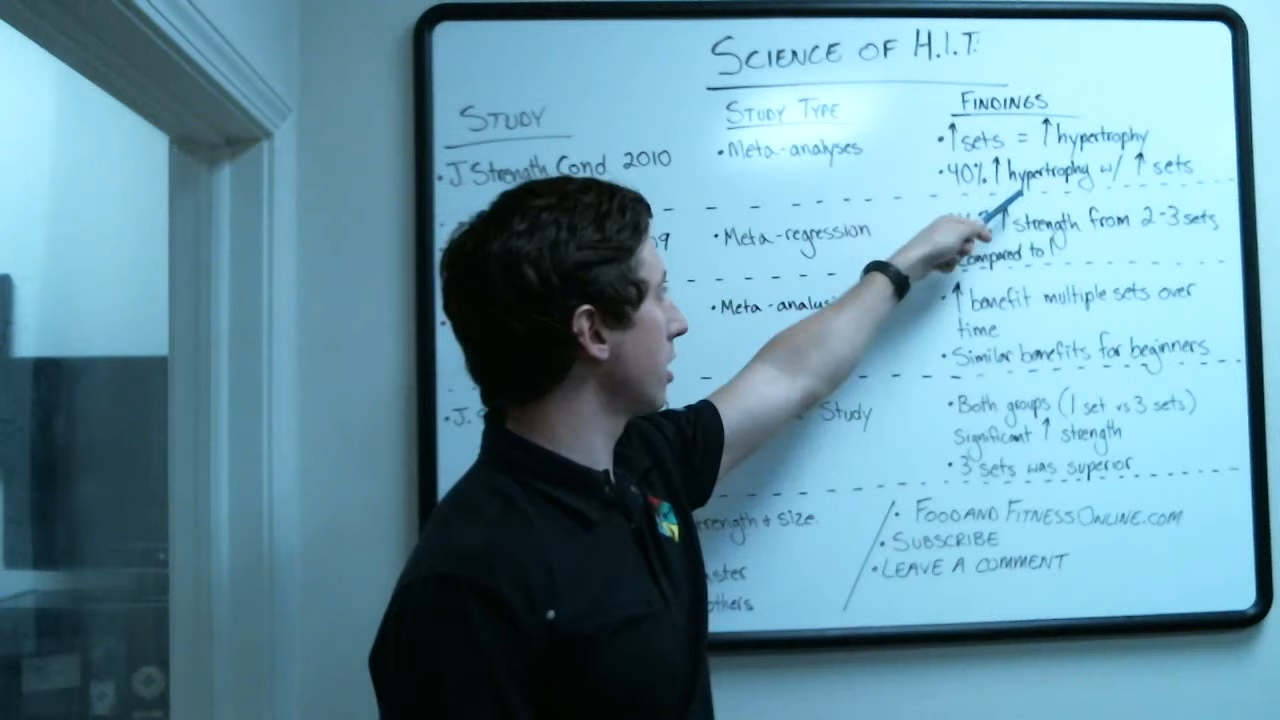 SCIENCE OF H.I.T.
STUDY
STUDY TYPE
FINDINGS
• J. Strength Cond 2010
• Meta-analyses
• ↑ sets = ↑ hypertrophy
• 40% ↑ hypertrophy w/ ↑ sets
• Meta-regression
↑ strength from 2-3 sets
compared to 1
• Meta-analysis
• ↑ benefit multiple sets over
time
• Similar benefits for beginners
• J.
Study
• Both groups (1 set vs 3 sets)
significant ↑ strength
• 3 sets was superior
strength + size.
others
• FOODANDFITNESSONLINE.COM
• SUBSCRIBE
• LEAVE A COMMENT